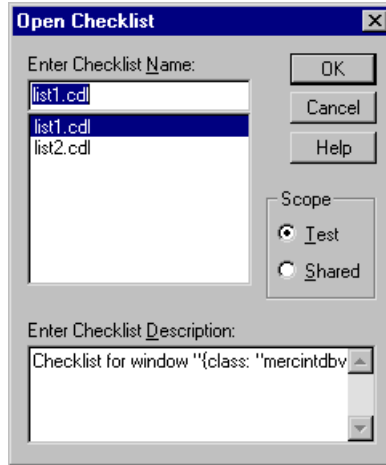 Open Checklist
Enter Checklist Name:
list1.cdl
list1.cdl
list2.cdl
OK
Cancel
Help
Scope
Test
Shared
Enter Checklist Description:
Checklist for window "{class: "mercintdbv